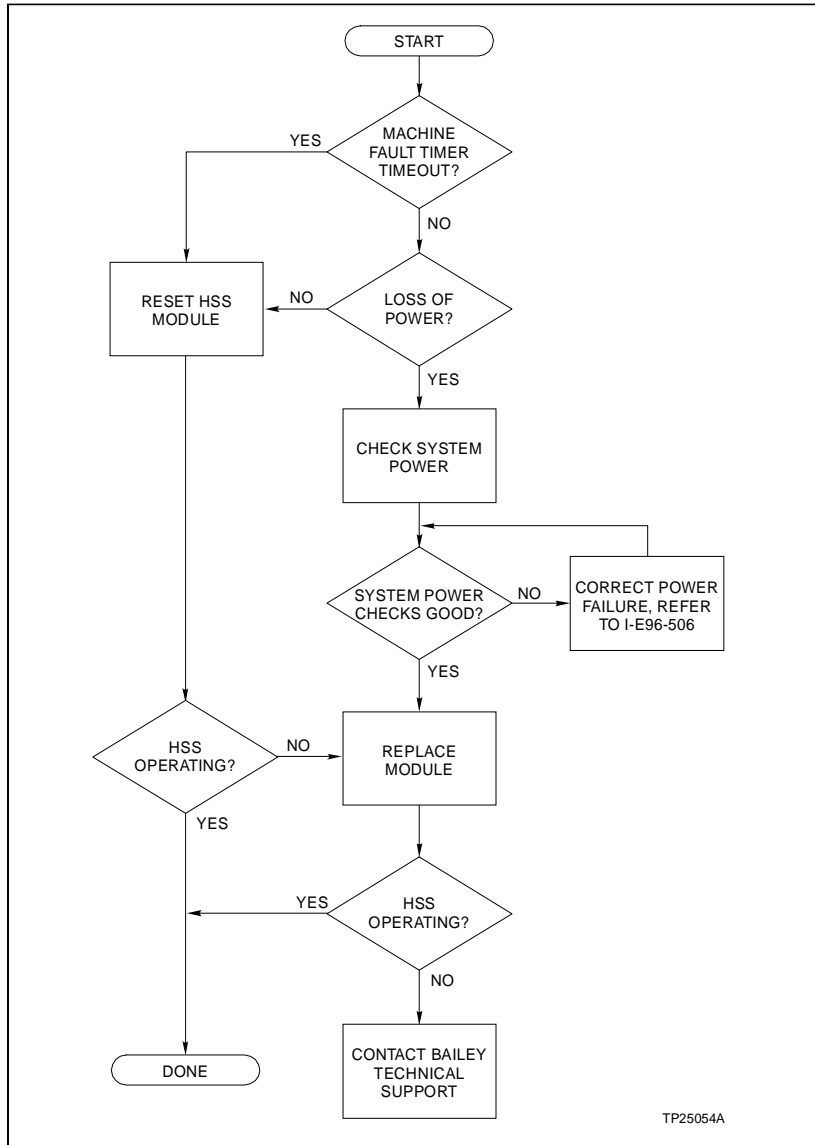 START
MACHINE
FAULT TIMER
TIMEOUT?
YES
NO
RESET HSS
MODULE
NO
LOSS OF
POWER?
YES
CHECK SYSTEM
POWER
SYSTEM POWER
CHECKS GOOD?
NO
CORRECT POWER
FAILURE, REFER
TO I-E96-506
YES
HSS
OPERATING?
NO
YES
REPLACE
MODULE
YES
HSS
OPERATING?
NO
DONE
CONTACT BAILEY
TECHNICAL
SUPPORT
TP25054A